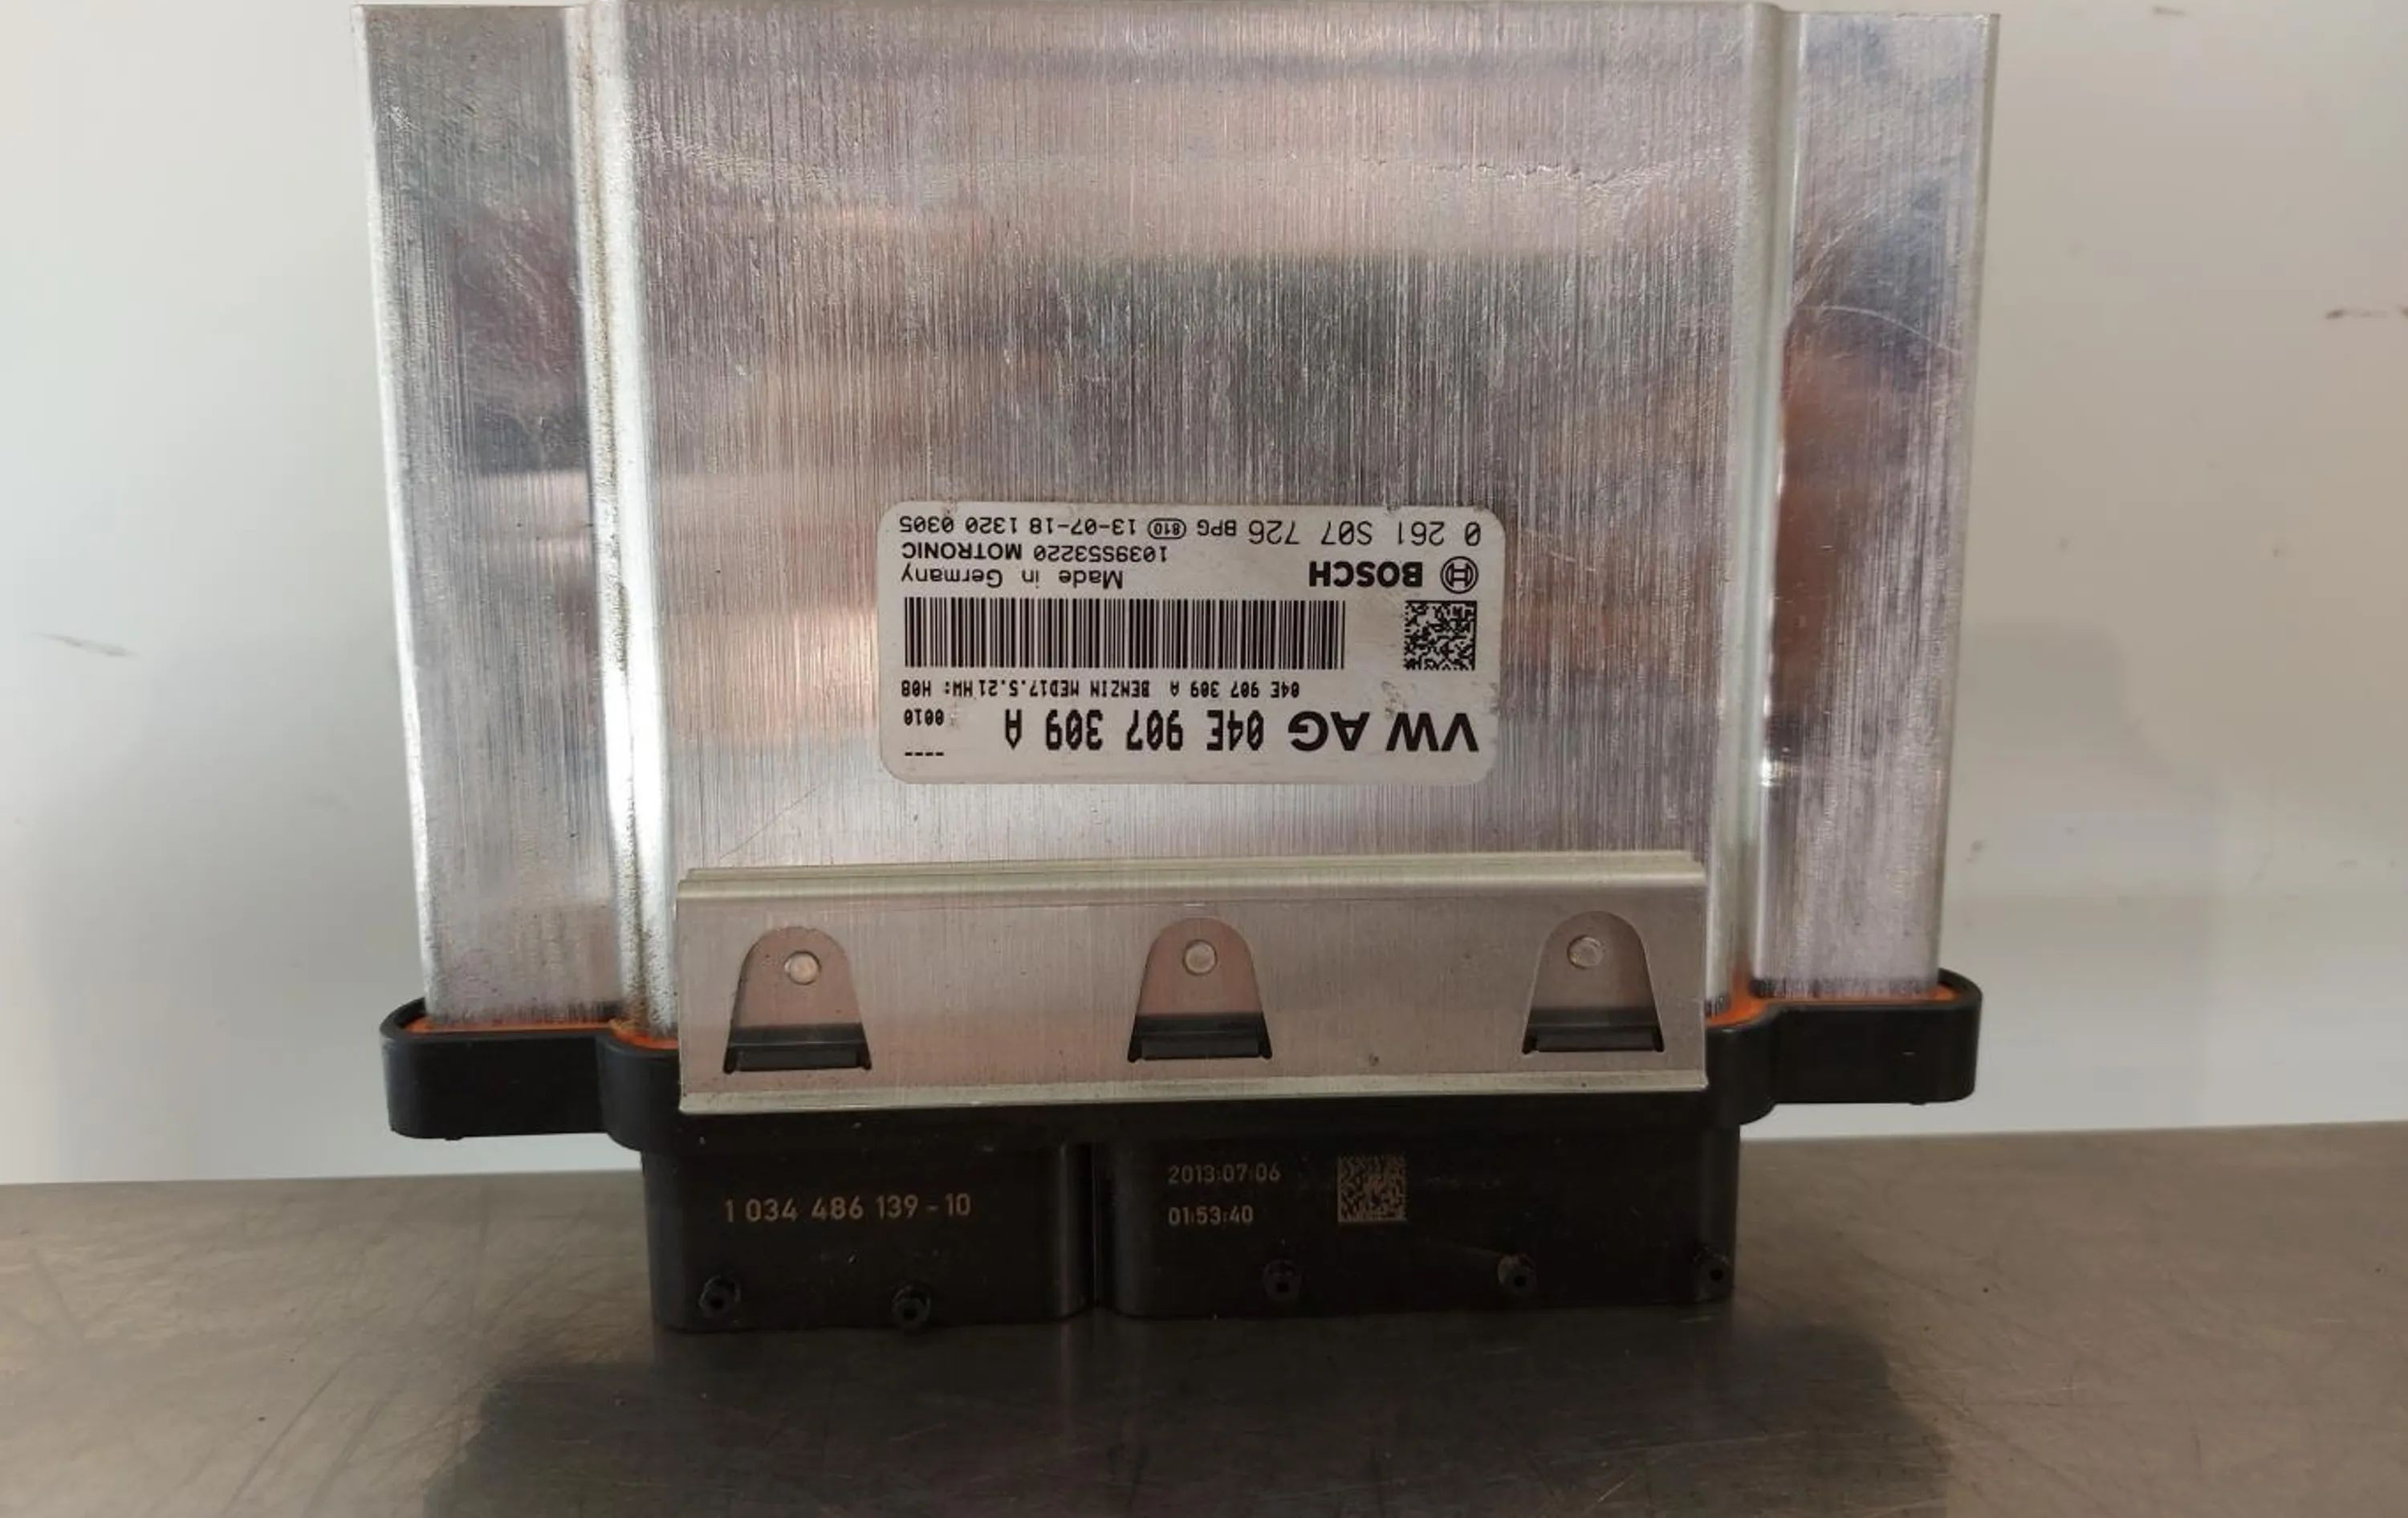 VW AG 04E 907 309 A
----
0010
04E 907 309 A BENZIN MED17.5.21 HW: H08
BOSCH
Made in Germany
1039S53220 MOTRONIC
0 261 S07 726 BPG 810 13-07-18 1320 0305
1 034 486 139 - 10
2013:07:06
01:53:40